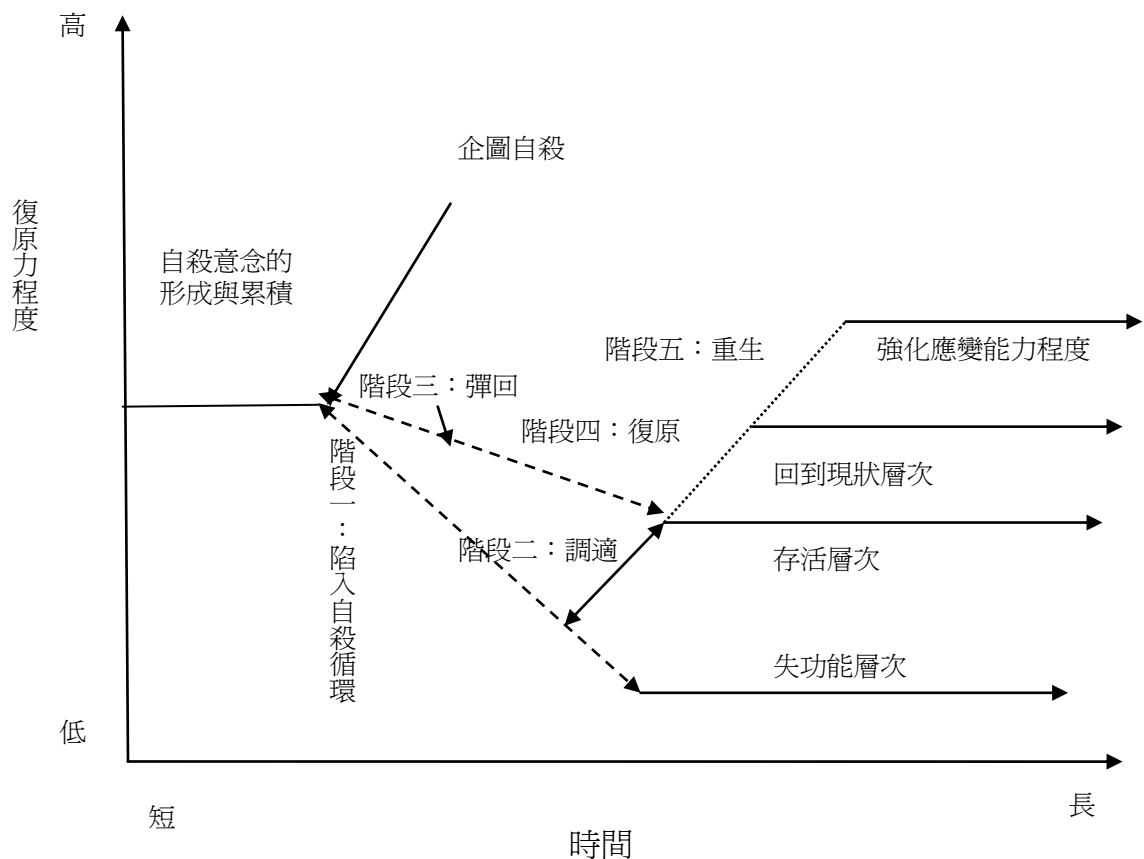 高
企圖自殺
復原力程度
自殺意念的
形成與累積
階段五：重生
強化應變能力程度
階段三：彈回
階段四：復原
階段一：陷入自殺循環
回到現狀層次
階段二：調適
存活層次
失功能層次
低
短
長
時間